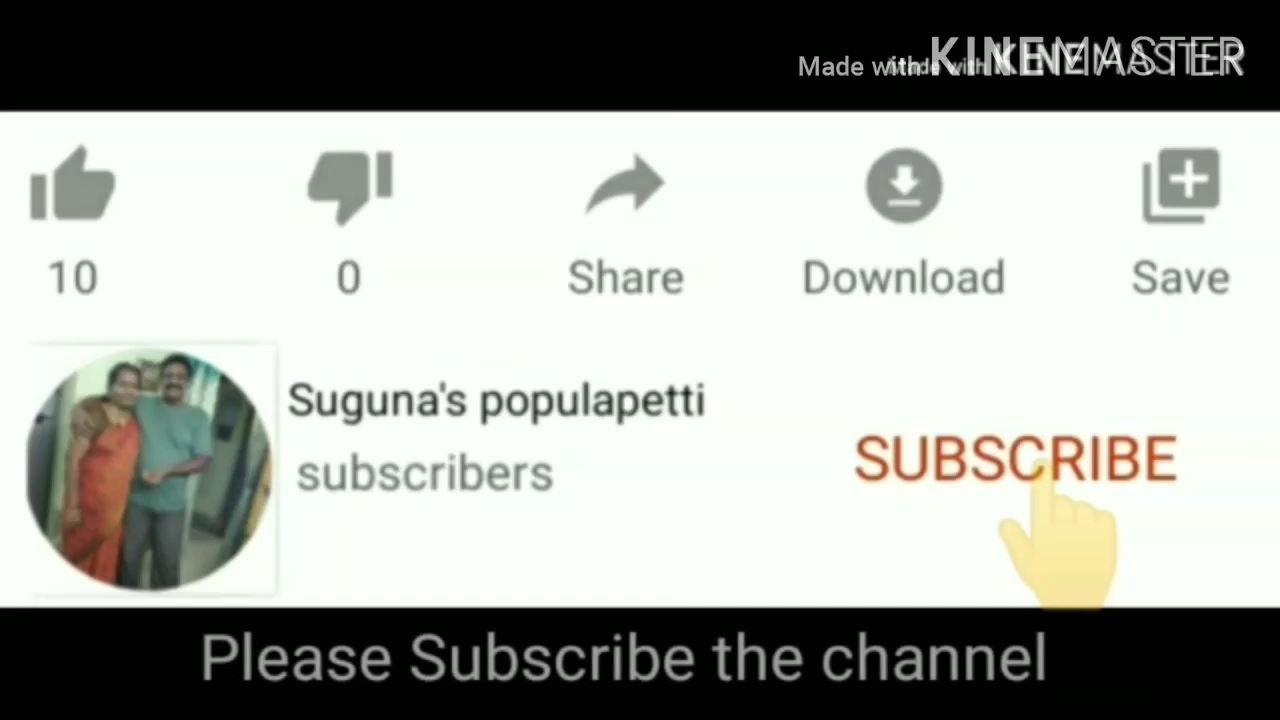 Made with KINEMASTER
10
0
Share
Download
Save
Suguna's populapetti
subscribers
SUBSCRIBE
Please Subscribe the channel